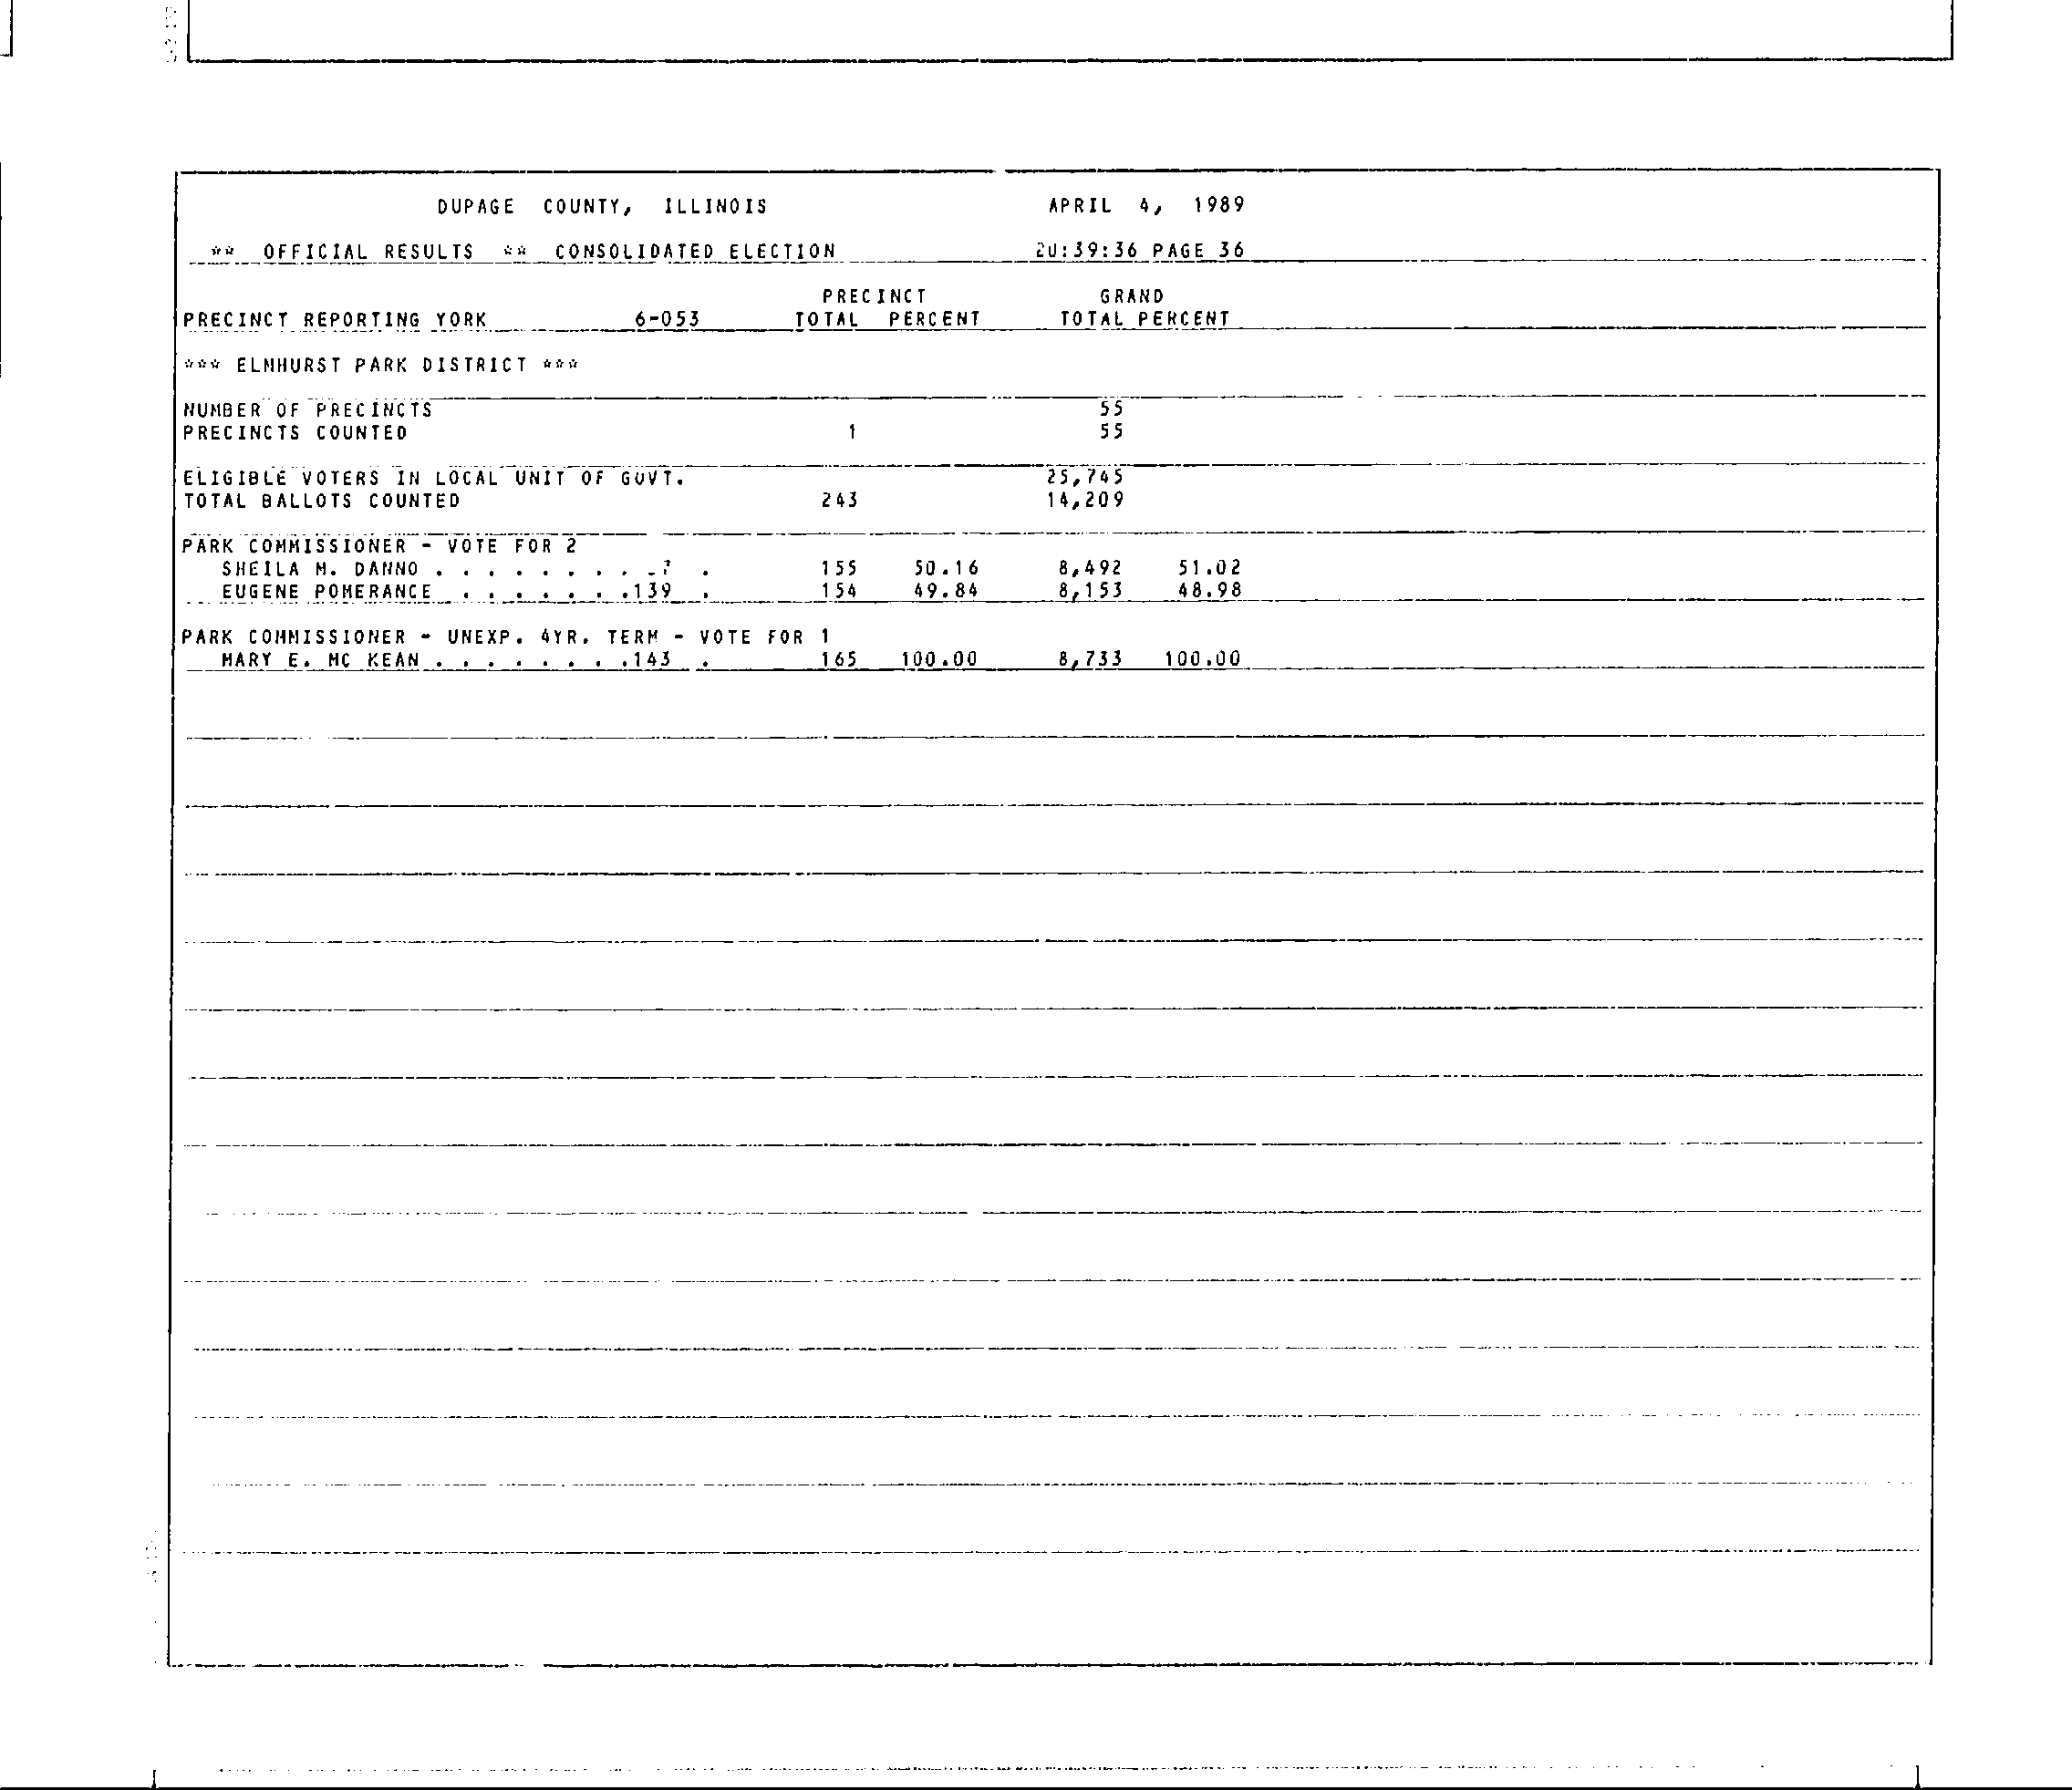 DUPAGE COUNTY, ILLINOIS APRIL 4, 1989
** OFFICIAL RESULTS ** CONSOLIDATED ELECTION 20:39:36 PAGE 36
PRECINCT GRAND
PRECINCT REPORTING YORK 6-053 TOTAL PERCENT TOTAL PERCENT
*** ELMHURST PARK DISTRICT ***
NUMBER OF PRECINCTS 55
PRECINCTS COUNTED 1 55
ELIGIBLE VOTERS IN LOCAL UNIT OF GOVT. 25,745
TOTAL BALLOTS COUNTED 243 14,209
PARK COMMISSIONER - VOTE FOR 2
SHEILA M. DANNO . . . . . . . . . . 155 50.16 8,492 51.02
EUGENE POMERANCE . . . . . . .139 . 154 49.84 8,153 48.98
PARK COMMISSIONER - UNEXP. 4YR. TERM - VOTE FOR 1
MARY E. MC KEAN . . . . . . . .143 . 165 100.00 8,733 100.00